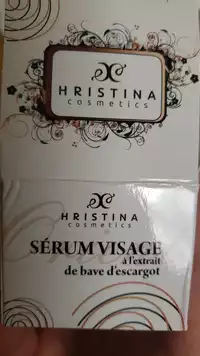 HRISTINA
cosmetics
HRISTINA
cosmetics
SÉRUM VISAGE
à l'extrait
de bave d'escargot